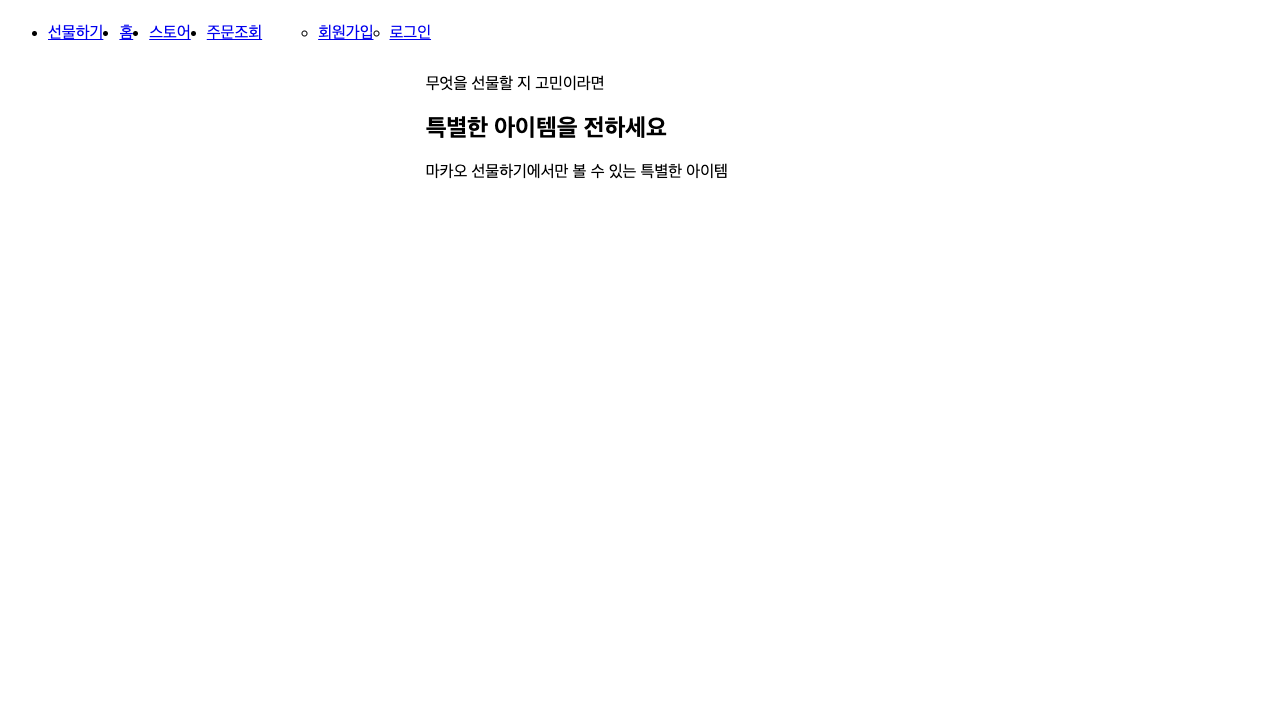 선물하기 홈 스토어 주문조회 회원가입 로그인
무엇을 선물할 지 고민이라면
특별한 아이템을 전하세요
마카오 선물하기에서만 볼 수 있는 특별한 아이템